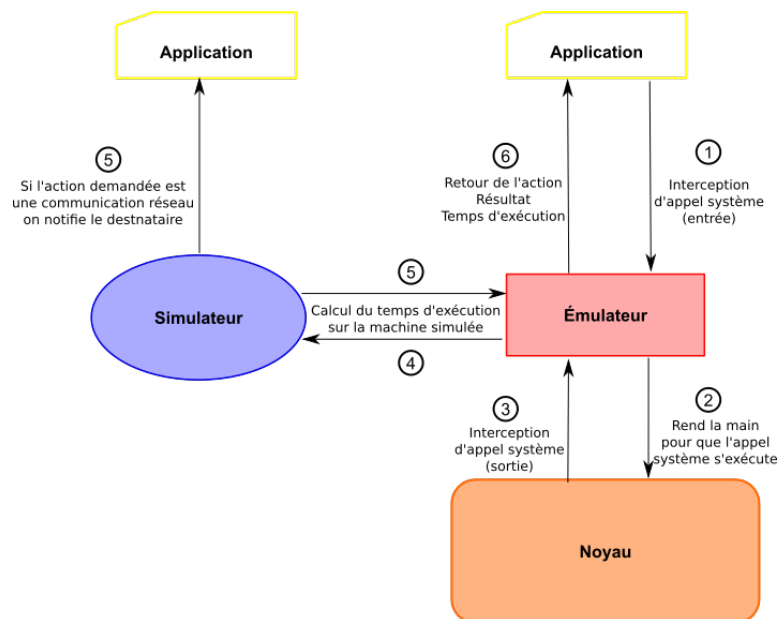 Application
Application
5
Si l'action demandée est
une communication réseau
on notifie le destnataire
6
Retour de l'action
Résultat
Temps d'exécution
1
Interception
d'appel système
(entrée)
Simulateur
5
Calcul du temps d'exécution
sur la machine simulée
4
Émulateur
3
Interception
d'appel système
(sortie)
2
Rend la main
pour que l'appel
système s'exécute
Noyau